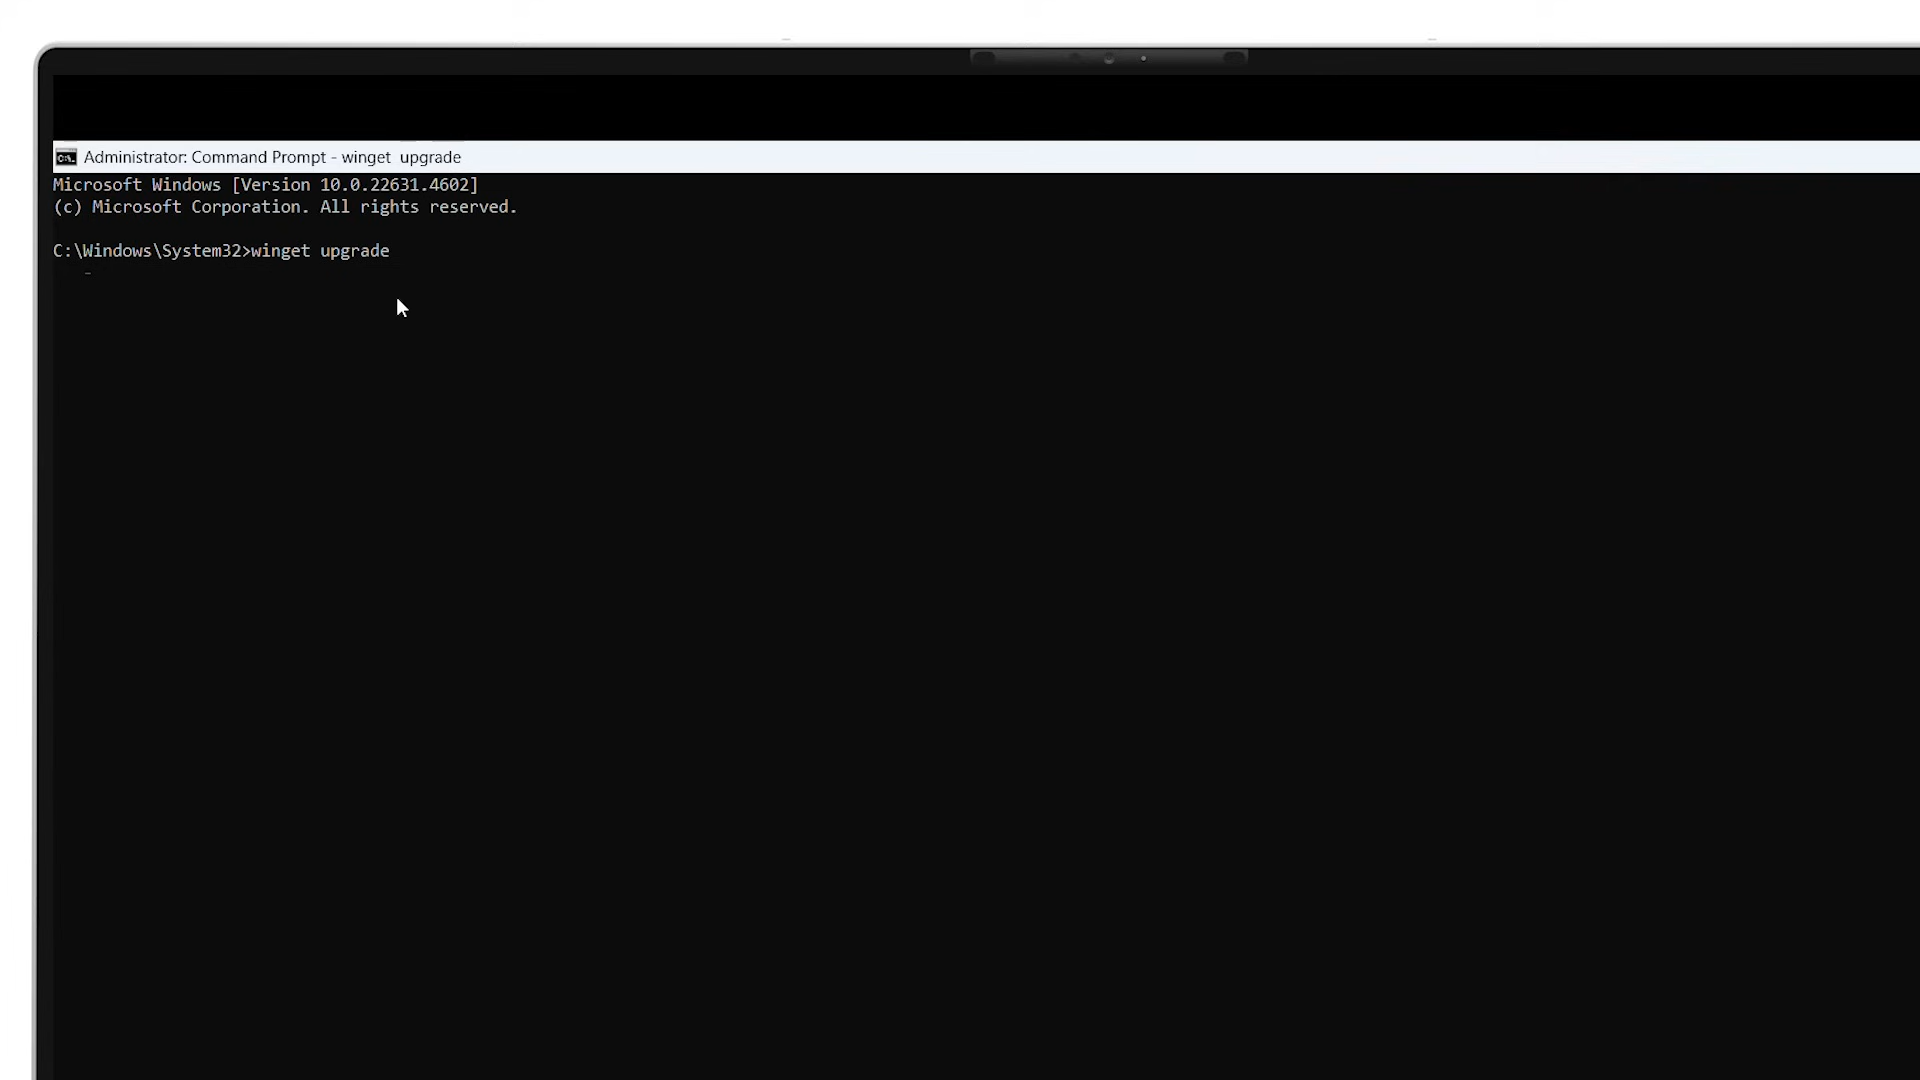 Administrator: Command Prompt - winget  upgrade
Microsoft Windows [Version 10.0.22631.4602]
(c) Microsoft Corporation. All rights reserved.
C:\Windows\System32>winget upgrade
-